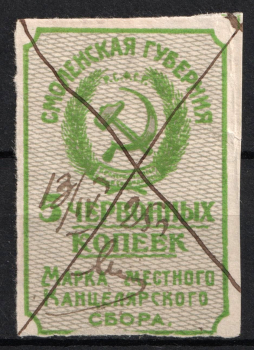 СМОЛЕНСКАЯ ГУБЕРНИЯ
Р.С.Ф.С.Р.
5 ЧЕРВОННЫХ
КОПЕЕК
МАРКА МЕСТНОГО
КАНЦЕЛЯРСКОГО
СБОРА.